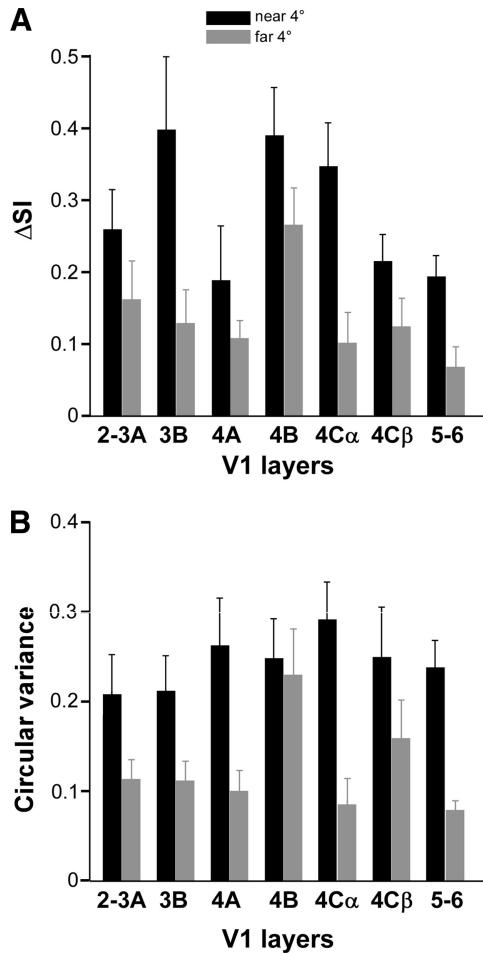 A
near 4°
far 4°
ΔSI
0.5
0.4
0.3
0.2
0.1
0
2-3A 3B 4A 4B 4Cα 4Cβ 5-6
V1 layers
B
Circular variance
0.4
0.3
0.2
0.1
0
2-3A 3B 4A 4B 4Cα 4Cβ 5-6
V1 layers